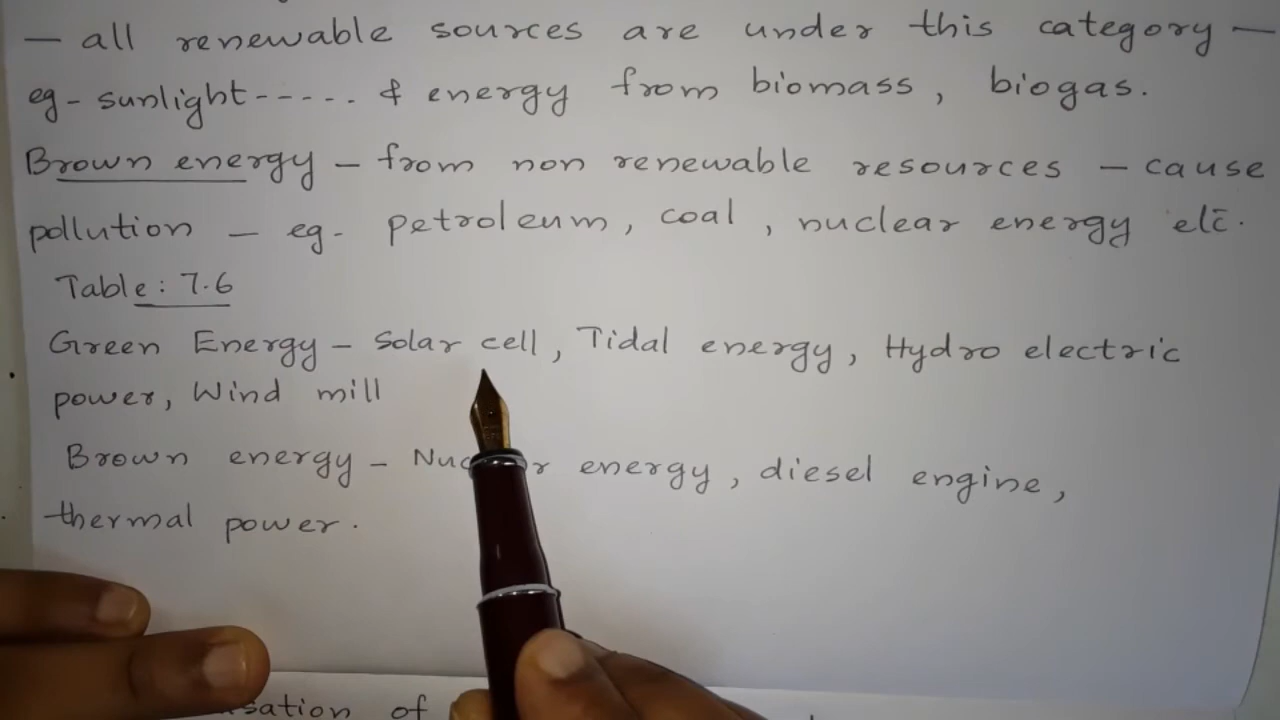 — all renewable sources are under this category —
eg - sunlight ----- & energy from biomass, biogas.
Brown energy – from non renewable resources – cause
pollution – eg. petroleum, coal, nuclear energy etc.
Table: 7.6
Green Energy – Solar cell, Tidal energy, Hydro electric
power, Wind mill
Brown energy – energy, diesel engine,
thermal power.
of